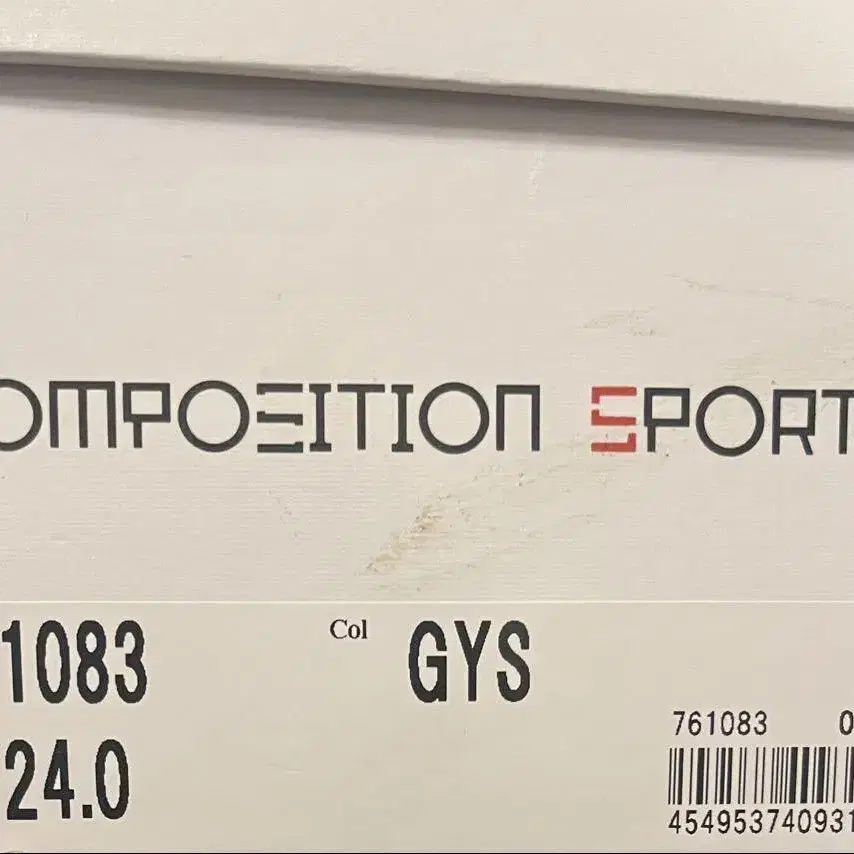 OMPOSITION SPORT
1083 Col GYS
24.0
761083 0
454953740931